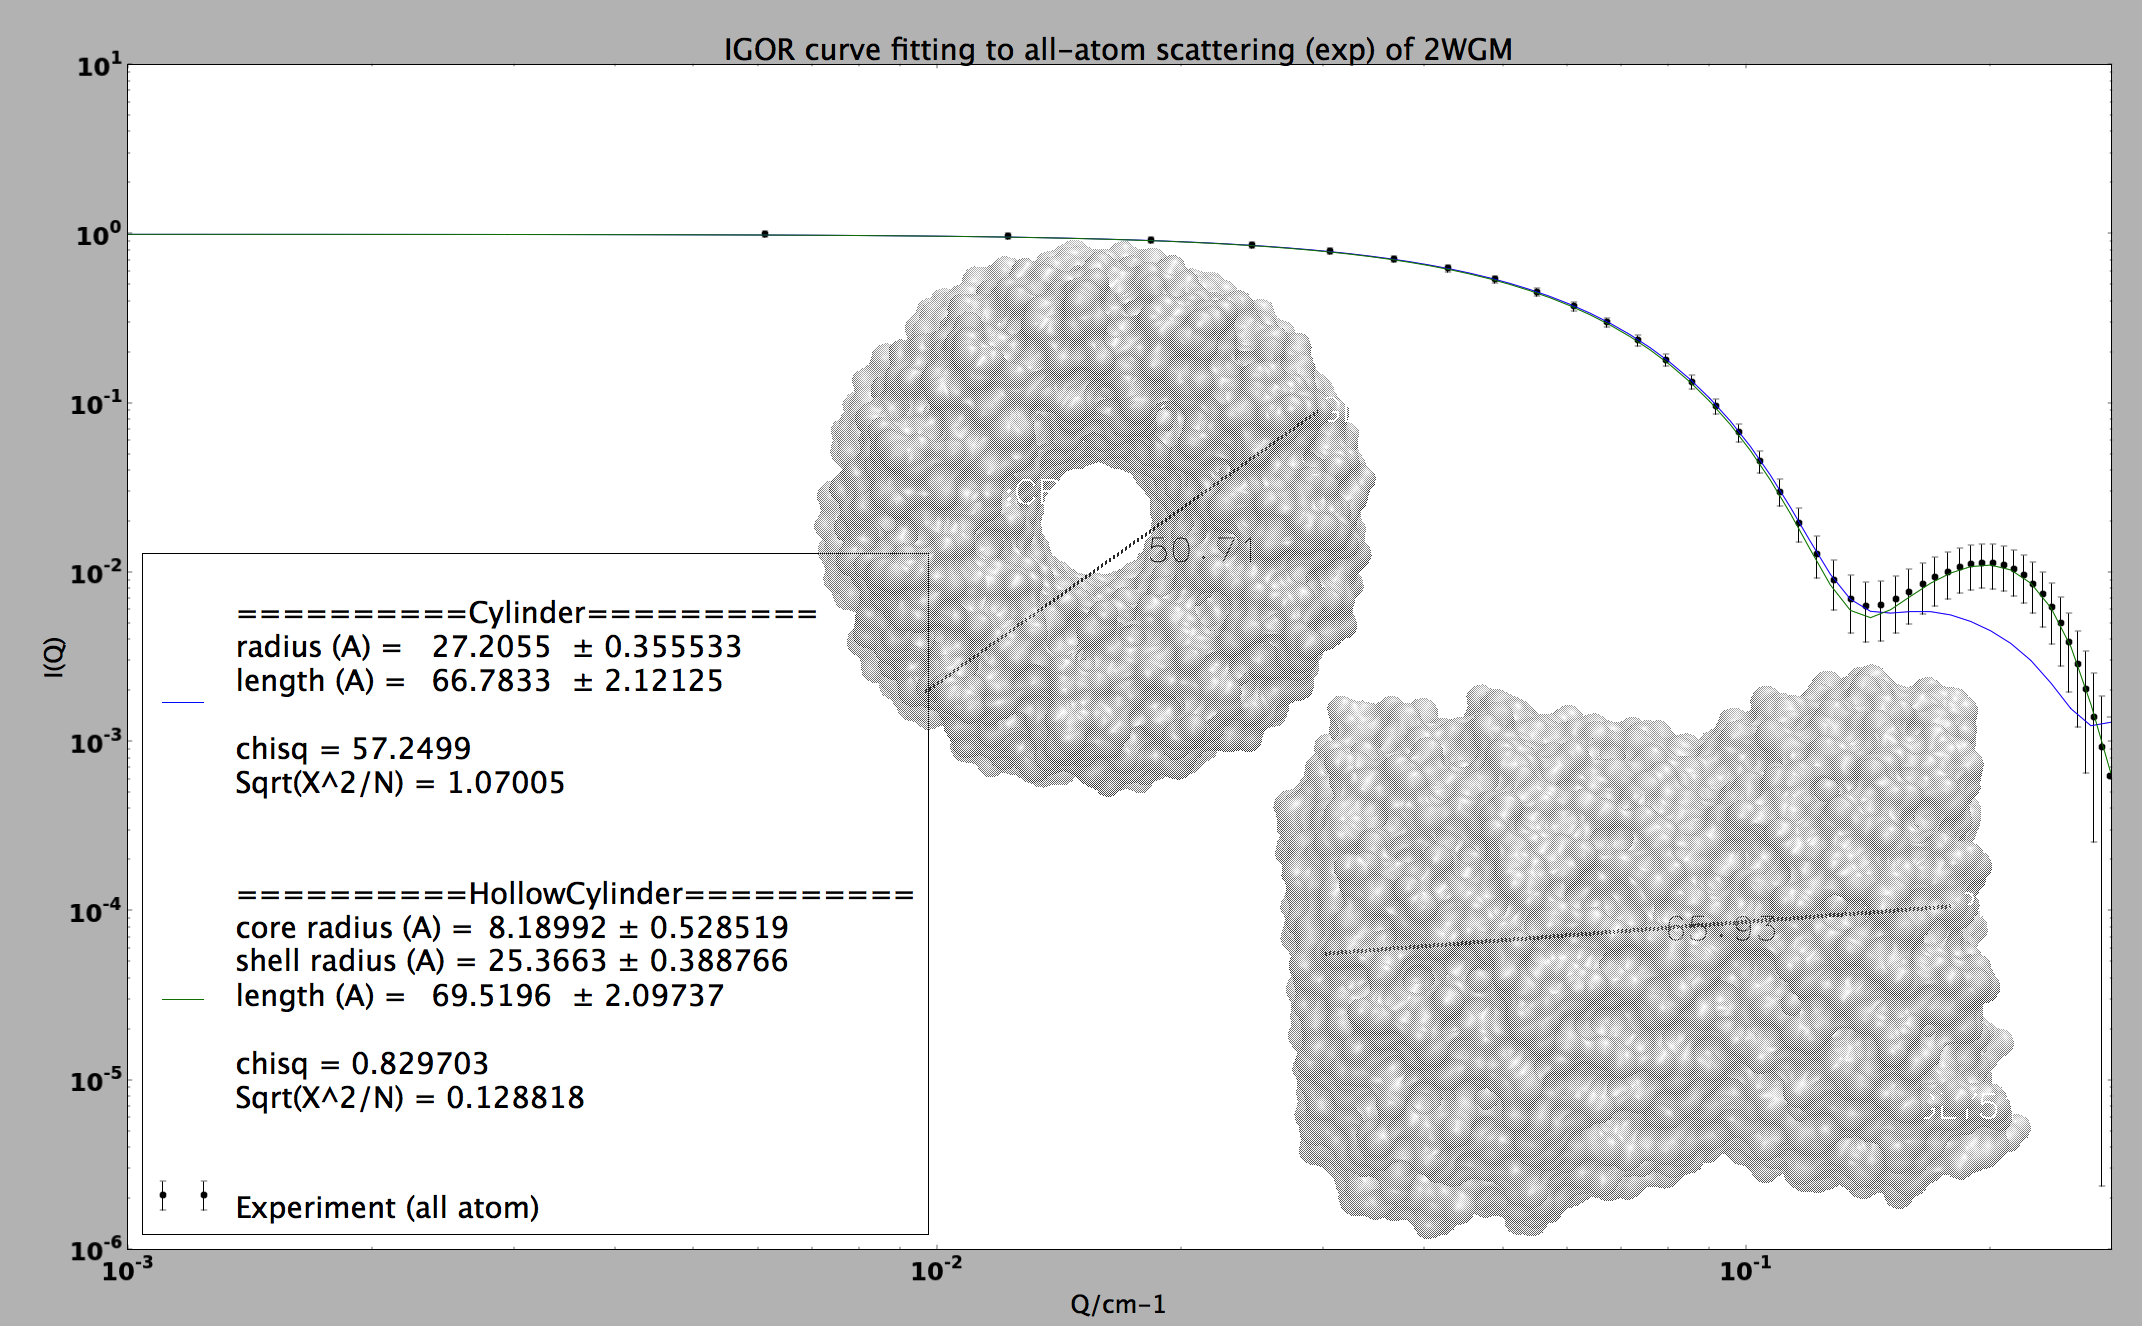 IGOR curve fitting to all-atom scattering (exp) of 2WGM
10^1
10^0
10^-1
10^-2
10^-3
10^-4
10^-5
10^-6
I(Q)
50.71
65.93
==========Cylinder==========
radius (A) = 27.2055 ± 0.355533
length (A) = 66.7833 ± 2.12125
chisq = 57.2499
Sqrt(X^2/N) = 1.07005
==========HollowCylinder==========
core radius (A) = 8.18992 ± 0.528519
shell radius (A) = 25.3663 ± 0.388766
length (A) = 69.5196 ± 2.09737
chisq = 0.829703
Sqrt(X^2/N) = 0.128818
Experiment (all atom)
10^-3
10^-2
10^-1
Q/cm-1